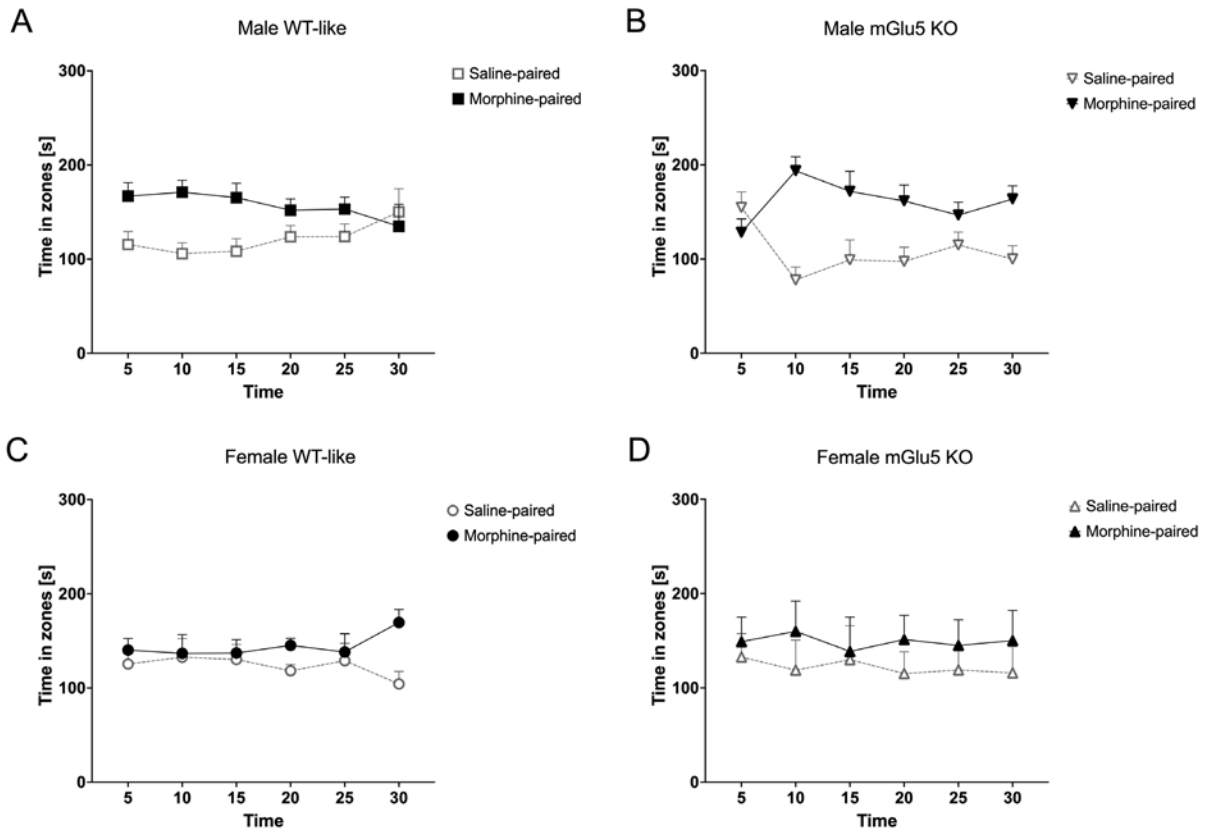 A
Male WT-like
300
200
100
0
Time in zones [s]
5 10 15 20 25 30
Time
Saline-paired
Morphine-paired
B
Male mGlu5 KO
300
200
100
0
Time in zones [s]
5 10 15 20 25 30
Time
Saline-paired
Morphine-paired
C
Female WT-like
300
200
100
0
Time in zones [s]
5 10 15 20 25 30
Time
Saline-paired
Morphine-paired
D
Female mGlu5 KO
300
200
100
0
Time in zones [s]
5 10 15 20 25 30
Time
Saline-paired
Morphine-paired